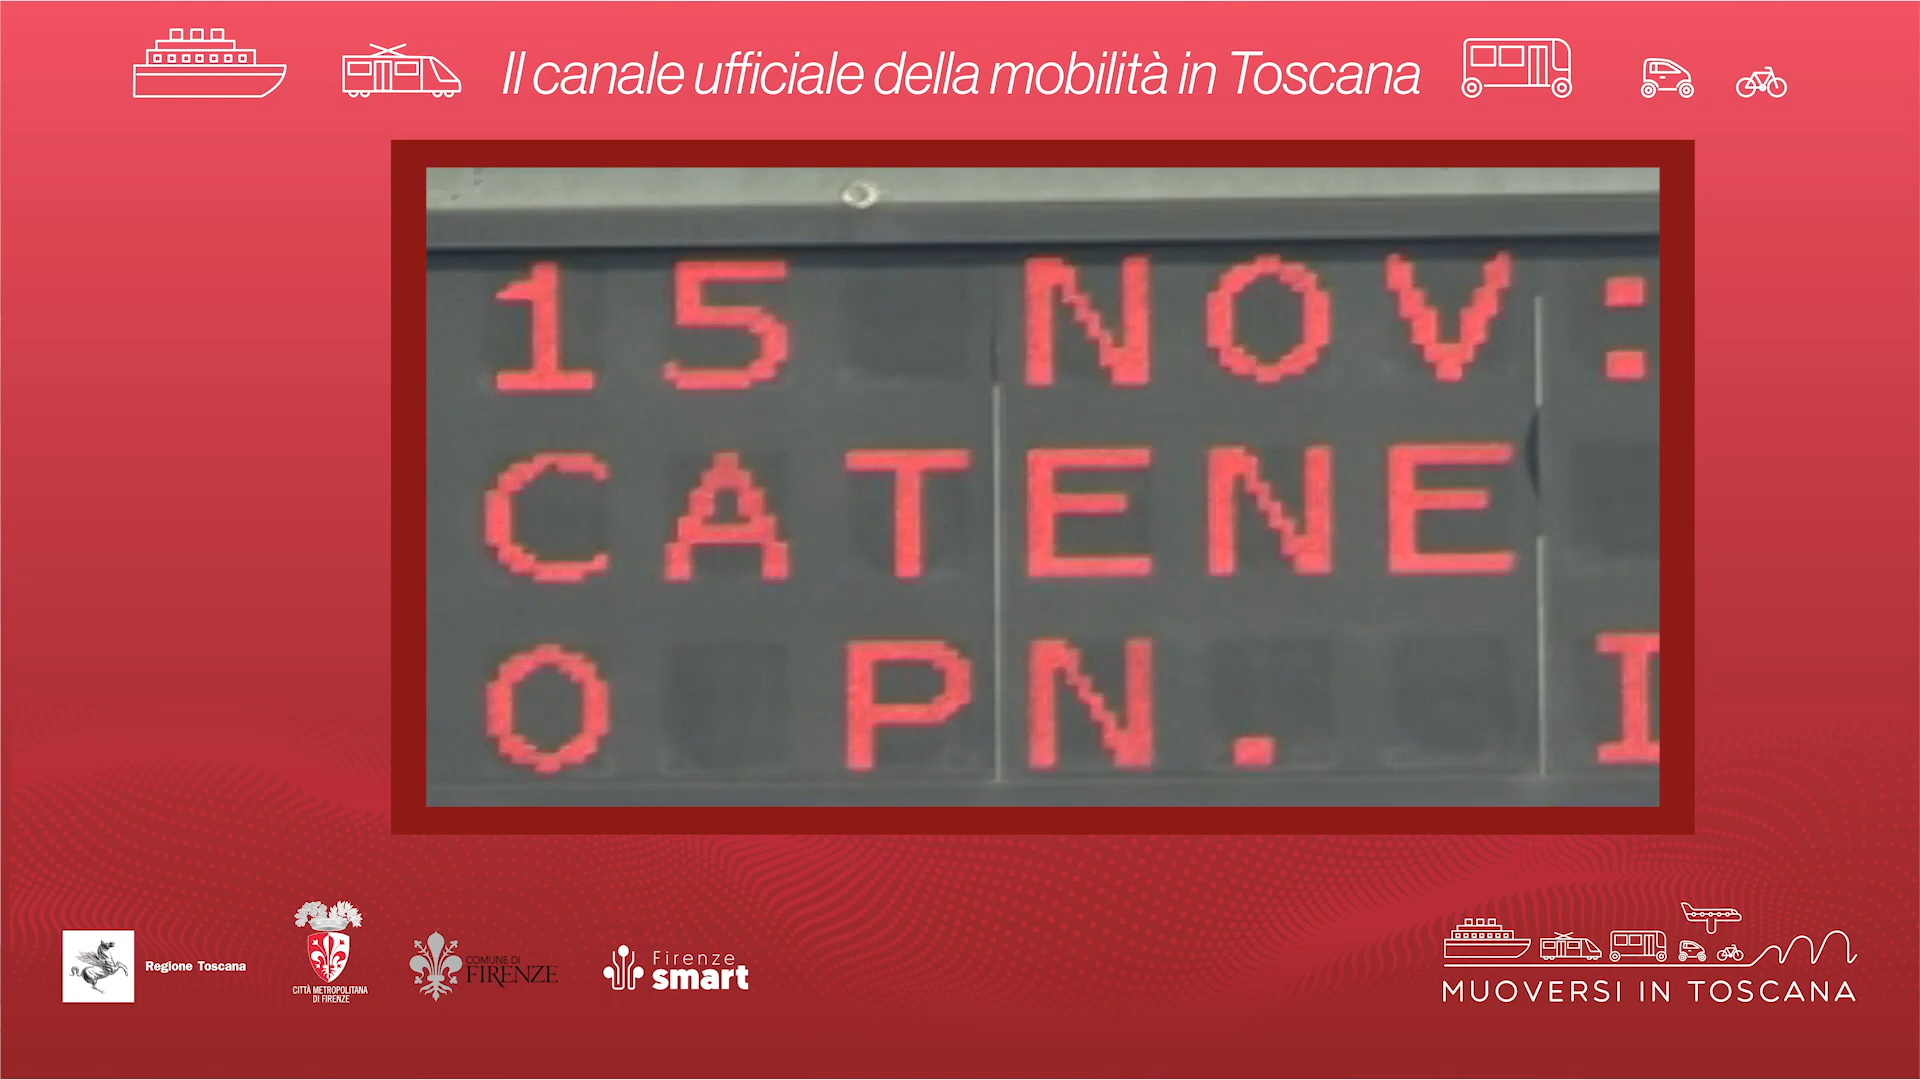 Il canale ufficiale della mobilità in Toscana
15 NOV:
CATENE
O PN. I
Regione Toscana
CITTÀ METROPOLITANA
DI FIRENZE
COMUNE DI
FIRENZE
Firenze
smart
MUOVERSI IN TOSCANA